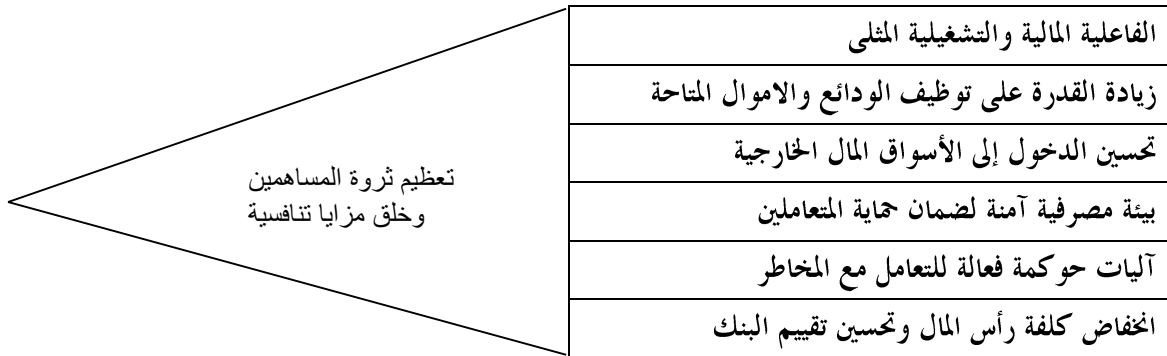 الفاعلية المالية والتشغيلية المثلى
زيادة القدرة على توظيف الودائع والاموال المتاحة
تحسين الدخول إلى الأسواق المال الخارجية
بيئة مصرفية آمنة لضمان حماية المتعاملين
آليات حوكمة فعالة للتعامل مع المخاطر
انخفاض كلفة رأس المال وتحسين تقييم البنك
تعظيم ثروة المساهمين
وخلق مزايا تنافسية